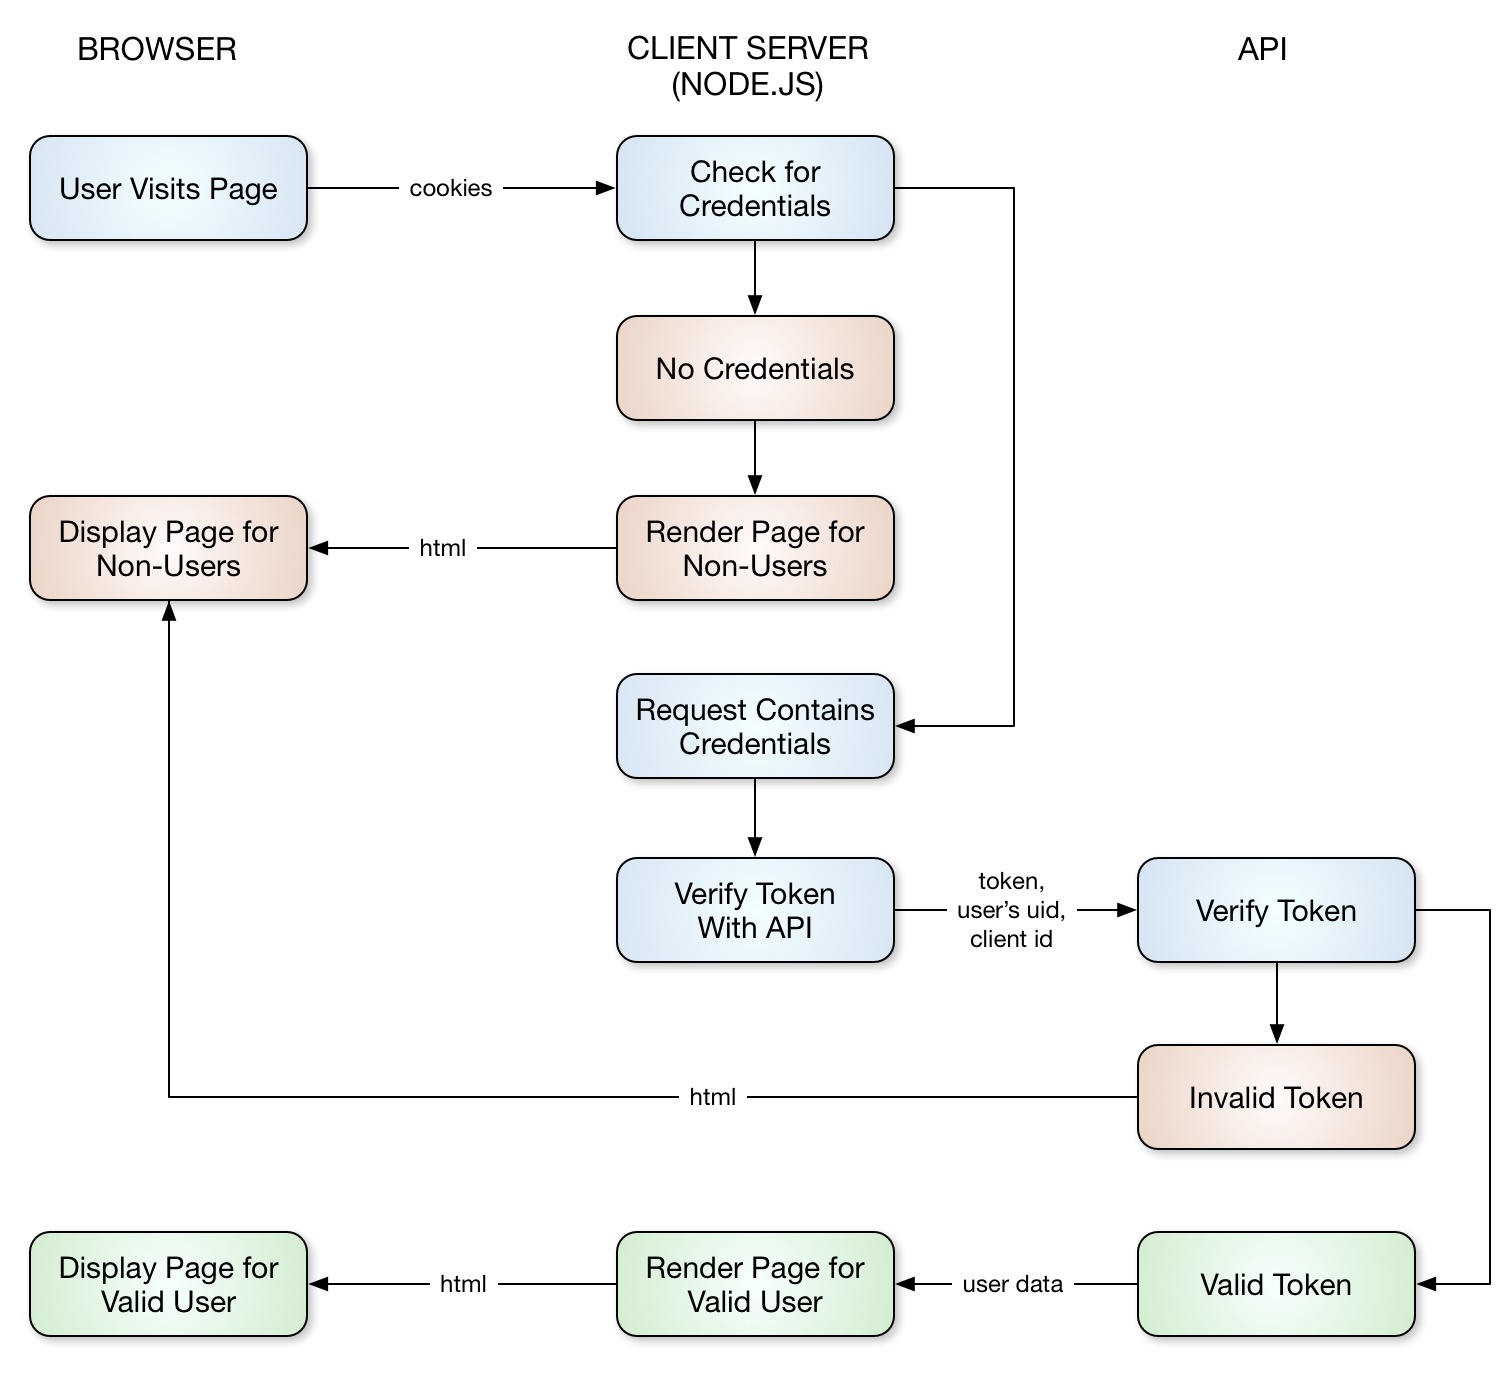 BROWSER
CLIENT SERVER
(NODE.JS)
API
User Visits Page
cookies
Check for
Credentials
No Credentials
Display Page for
Non-Users
html
Render Page for
Non-Users
Request Contains
Credentials
Verify Token
With API
token,
user’s uid,
client id
Verify Token
html
Invalid Token
Display Page for
Valid User
html
Render Page for
Valid User
user data
Valid Token